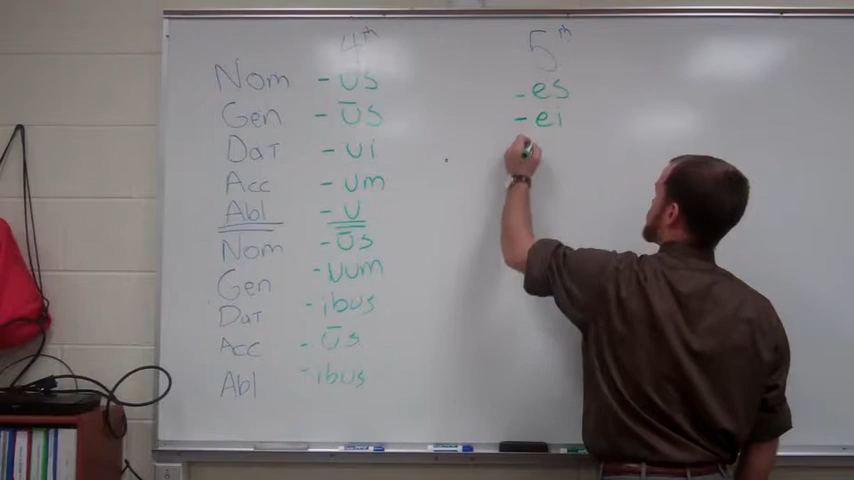 4th 5th
Nom -us -es
Gen -ūs -ei
Dat -ui
Acc -um
Abl -u
Nom -ūs
Gen -uum
Dat -ibus
Acc -ūs
Abl -ibus